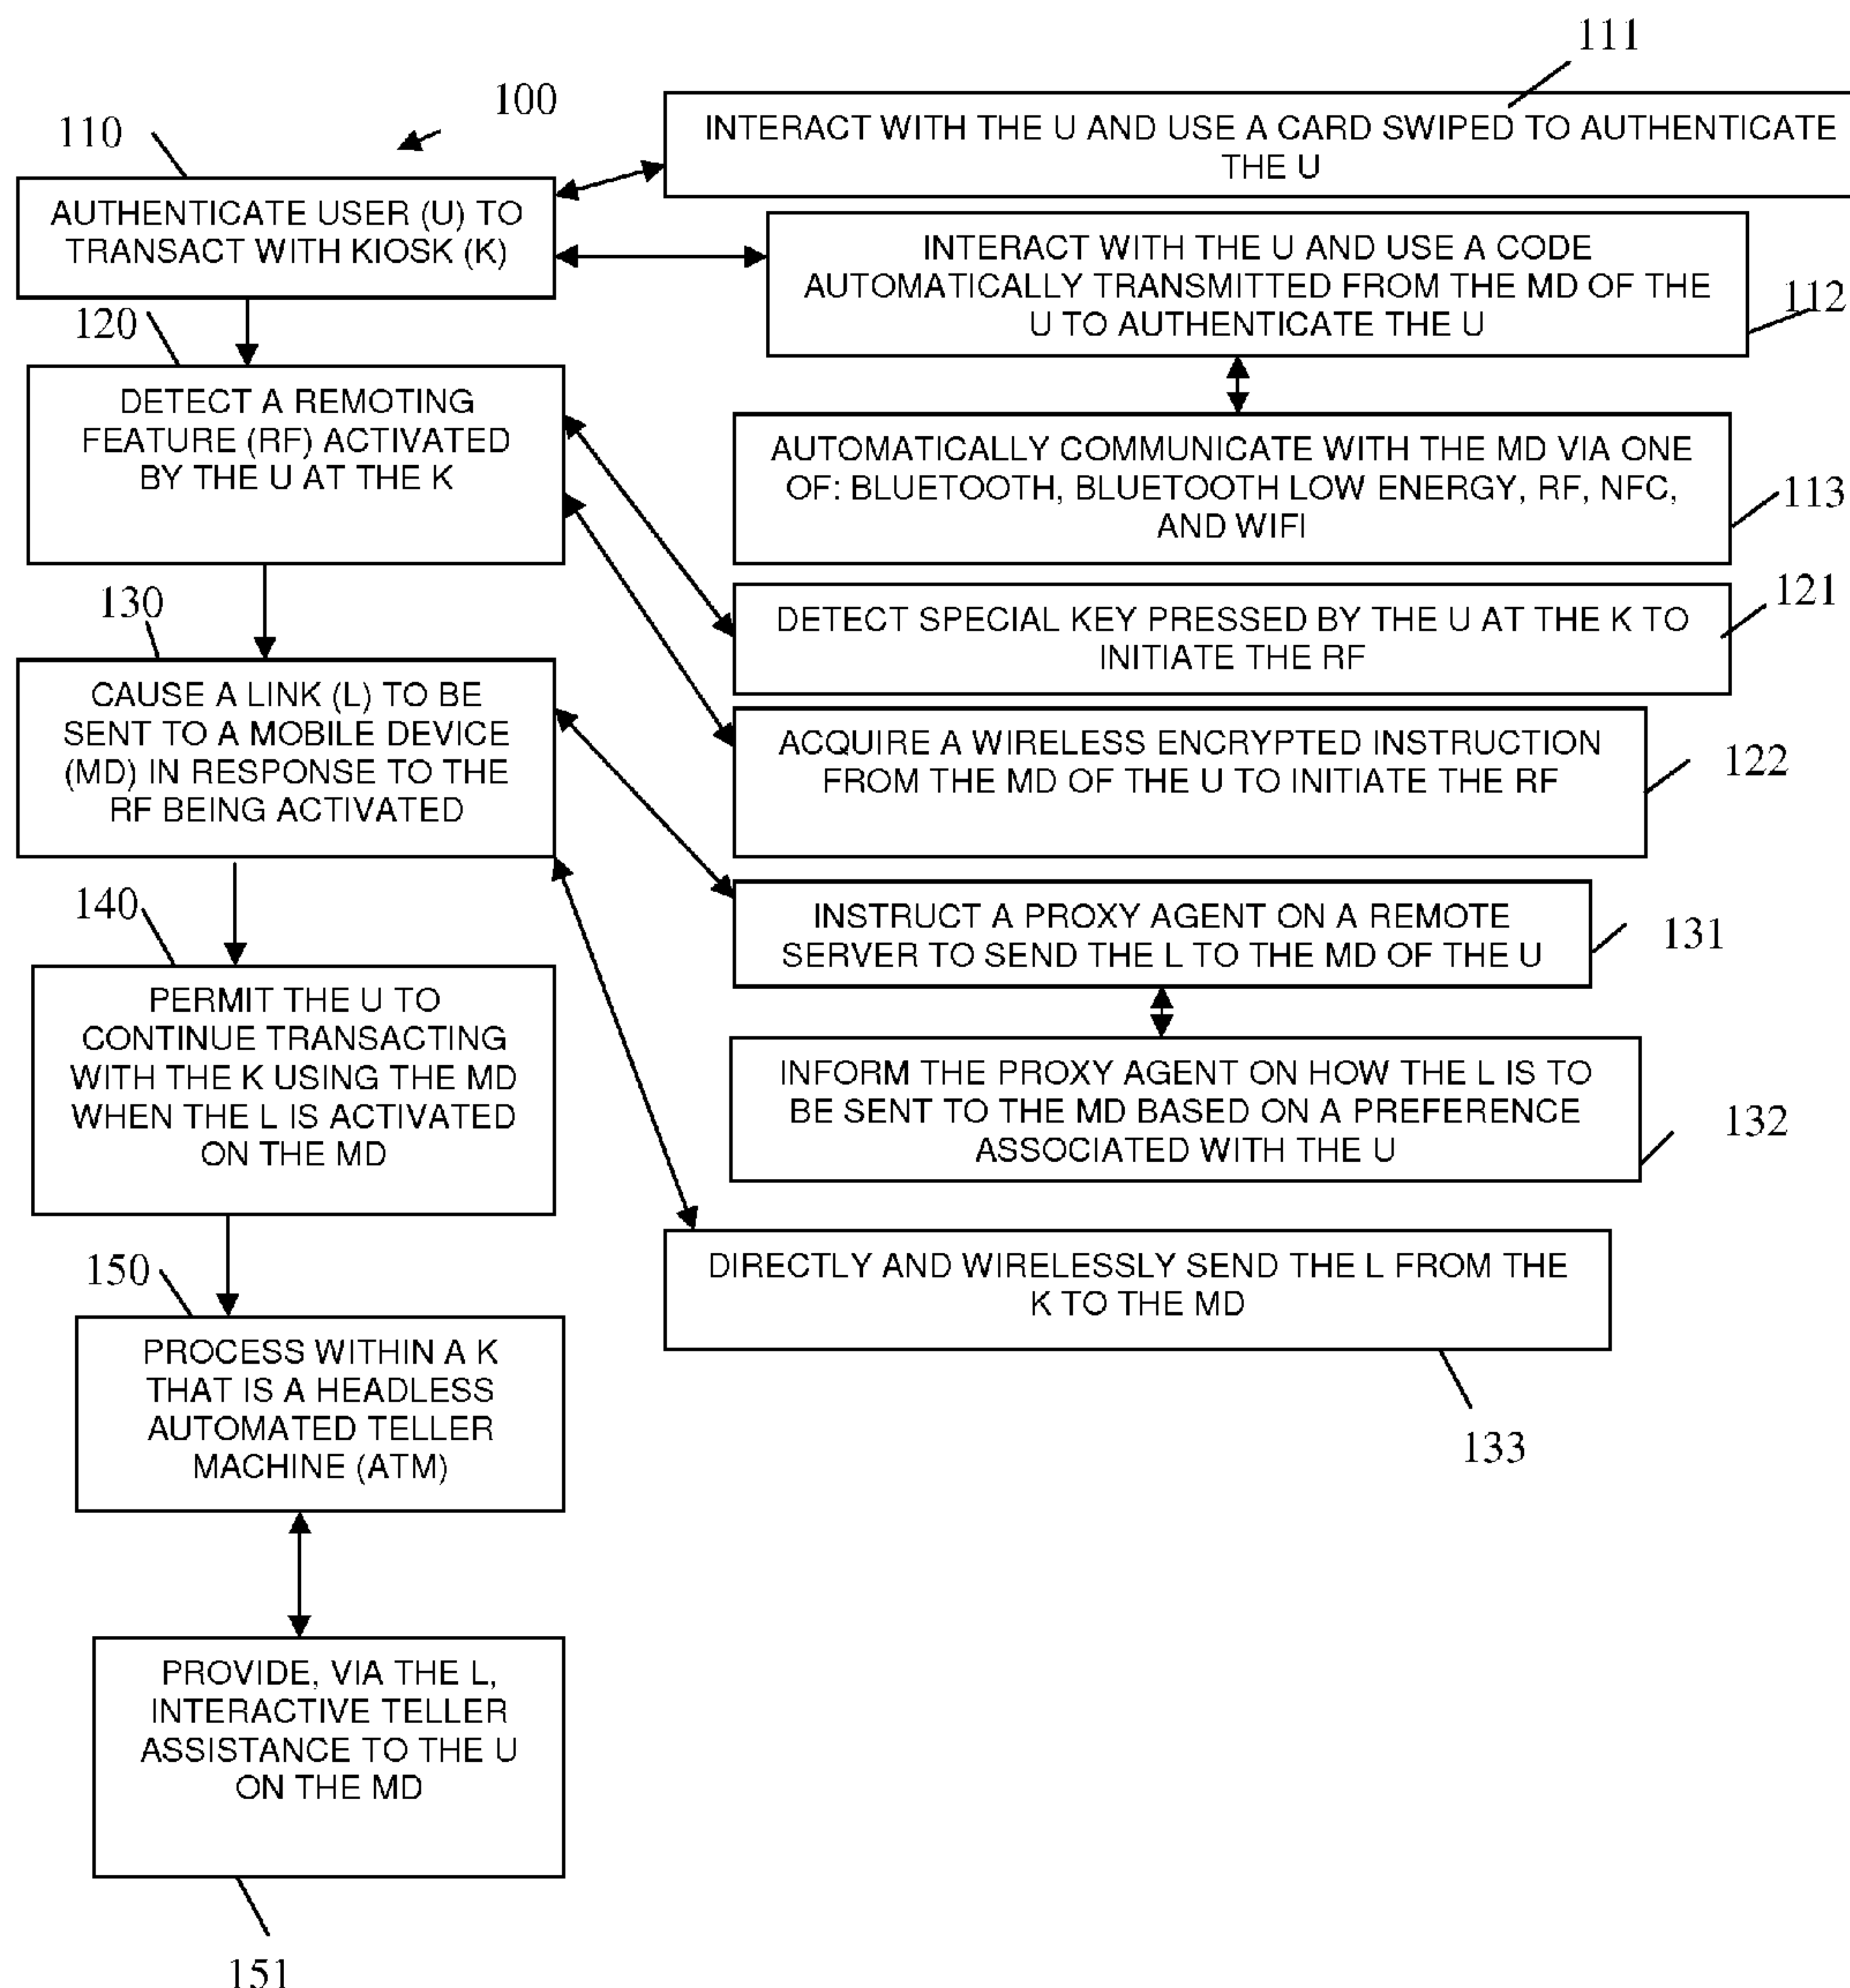 111
100
110
INTERACT WITH THE U AND USE A CARD SWIPED TO AUTHENTICATE
THE U
AUTHENTICATE USER (U) TO
TRANSACT WITH KIOSK (K)
INTERACT WITH THE U AND USE A CODE
AUTOMATICALLY TRANSMITTED FROM THE MD OF THE
U TO AUTHENTICATE THE U
112
120
DETECT A REMOTING
FEATURE (RF) ACTIVATED
BY THE U AT THE K
AUTOMATICALLY COMMUNICATE WITH THE MD VIA ONE
OF: BLUETOOTH, BLUETOOTH LOW ENERGY, RF, NFC,
AND WIFI
113
121
DETECT SPECIAL KEY PRESSED BY THE U AT THE K TO
INITIATE THE RF
130
CAUSE A LINK (L) TO BE
SENT TO A MOBILE DEVICE
(MD) IN RESPONSE TO THE
RF BEING ACTIVATED
ACQUIRE A WIRELESS ENCRYPTED INSTRUCTION
FROM THE MD OF THE U TO INITIATE THE RF
122
140
INSTRUCT A PROXY AGENT ON A REMOTE
SERVER TO SEND THE L TO THE MD OF THE U
131
PERMIT THE U TO
CONTINUE TRANSACTING
WITH THE K USING THE MD
WHEN THE L IS ACTIVATED
ON THE MD
INFORM THE PROXY AGENT ON HOW THE L IS TO
BE SENT TO THE MD BASED ON A PREFERENCE
ASSOCIATED WITH THE U
132
150
DIRECTLY AND WIRELESSLY SEND THE L FROM THE
K TO THE MD
133
PROCESS WITHIN A K
THAT IS A HEADLESS
AUTOMATED TELLER
MACHINE (ATM)
PROVIDE, VIA THE L,
INTERACTIVE TELLER
ASSISTANCE TO THE U
ON THE MD
151